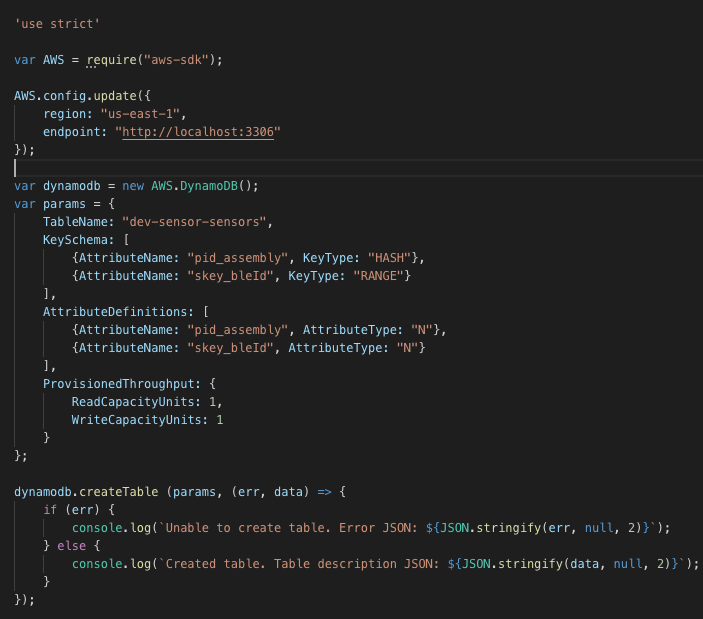 'use strict'
var AWS = require("aws-sdk");
AWS.config.update({
    region: "us-east-1",
    endpoint: "http://localhost:3306"
});
var dynamodb = new AWS.DynamoDB();
var params = {
    TableName: "dev-sensor-sensors",
    KeySchema: [
        {AttributeName: "pid_assembly", KeyType: "HASH"},
        {AttributeName: "skey_bleId", KeyType: "RANGE"}
    ],
    AttributeDefinitions: [
        {AttributeName: "pid_assembly", AttributeType: "N"},
        {AttributeName: "skey_bleId", AttributeType: "N"}
    ],
    ProvisionedThroughput: {
        ReadCapacityUnits: 1,
        WriteCapacityUnits: 1
    }
};
dynamodb.createTable (params, (err, data) => {
    if (err) {
        console.log(`Unable to create table. Error JSON: ${JSON.stringify(err, null, 2)}`);
    } else {
        console.log(`Created table. Table description JSON: ${JSON.stringify(data, null, 2)}`);
    }
});